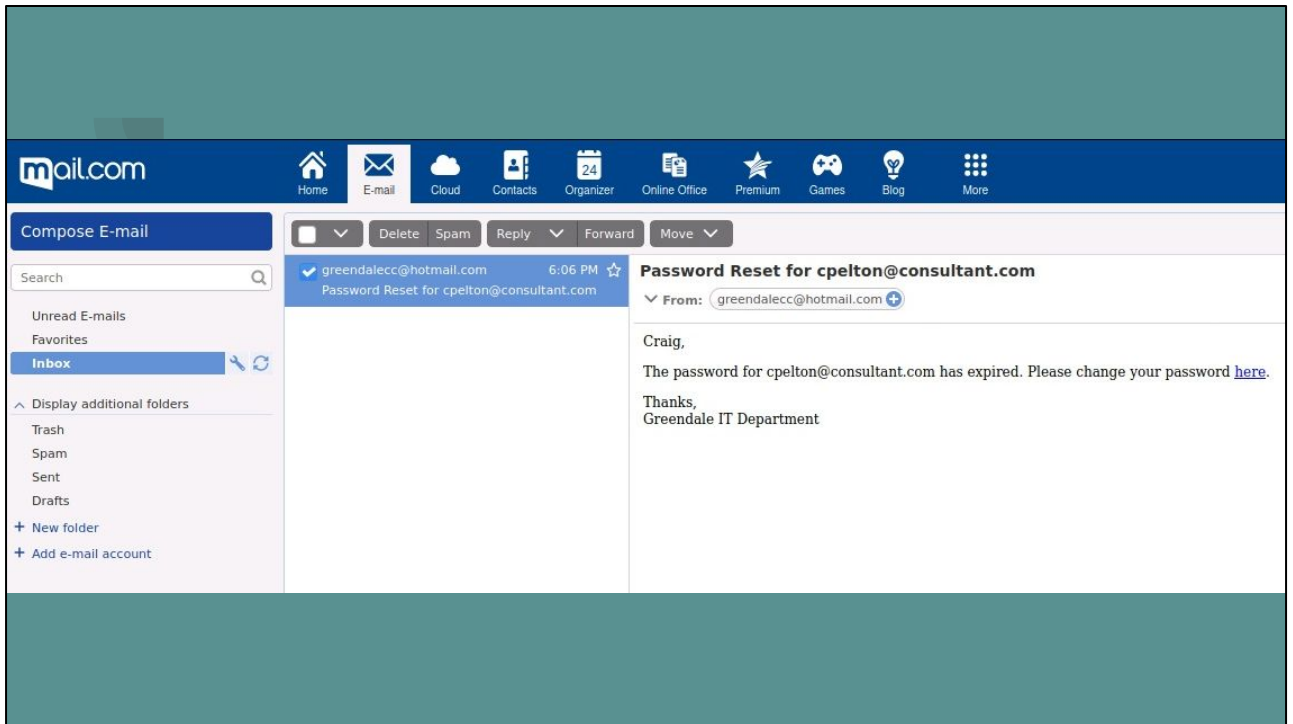 mail.com
Home E-mail Cloud Contacts 24 Organizer Online Office Premium Games Blog More
Compose E-mail
Delete Spam Reply Forward Move
Search
Unread E-mails
Favorites
Inbox
Display additional folders
Trash
Spam
Sent
Drafts
+ New folder
+ Add e-mail account
greendalecc@hotmail.com 6:06 PM
Password Reset for cpelton@consultant.com
Password Reset for cpelton@consultant.com
From: greendalecc@hotmail.com
Craig,
The password for cpelton@consultant.com has expired. Please change your password here.
Thanks,
Greendale IT Department